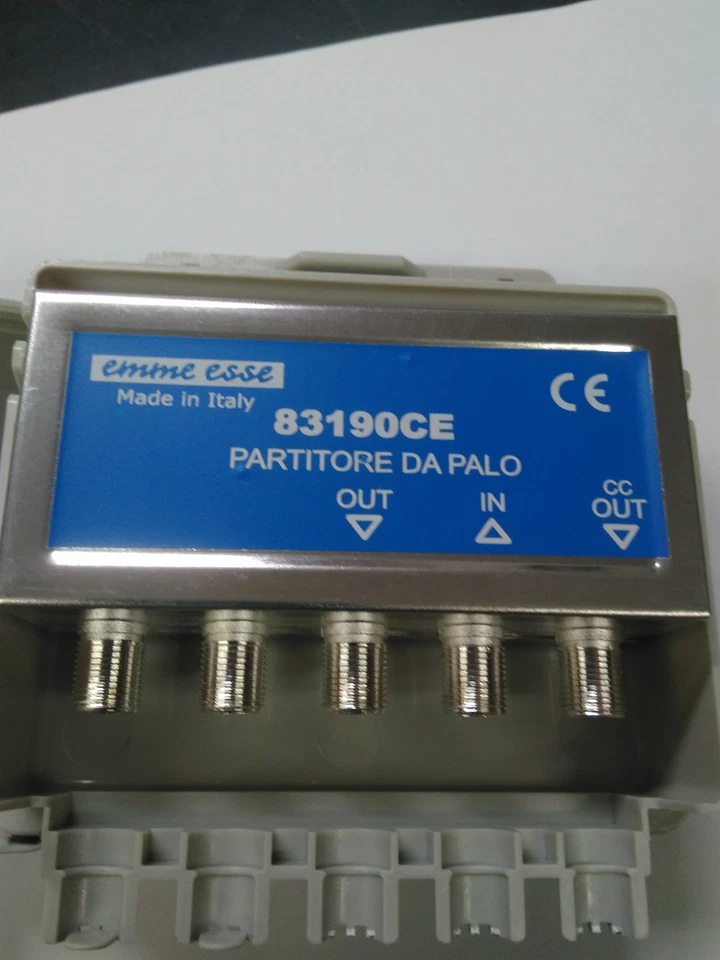 emme esse
Made in Italy
CE
83190CE
PARTITORE DA PALO
OUT
IN
CC
OUT